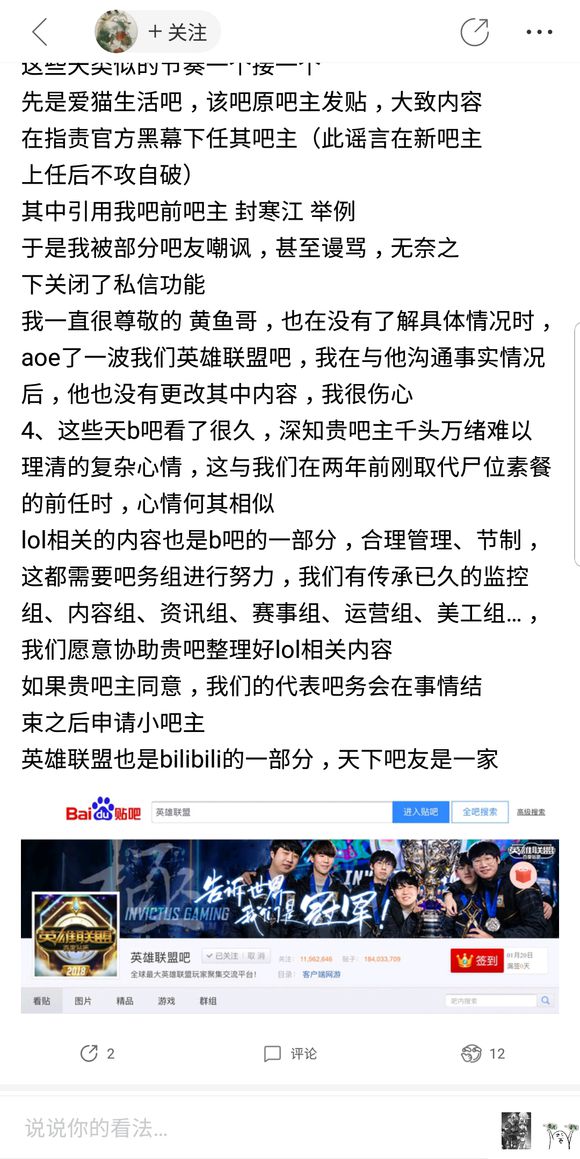 + 关注
这些天类似的节奏一个接一个
先是爱猫生活吧，该吧原吧主发贴，大致内容
在指责官方黑幕下任其吧主（此谣言在新吧主
上任后不攻自破）
其中引用我吧前吧主 封寒江 举例
于是我被部分吧友嘲讽，甚至谩骂，无奈之
下关闭了私信功能
我一直很尊敬的 黄鱼哥，也在没有了解具体情况时，
aoe了一波我们英雄联盟吧，我在与他沟通事实情况
后，他也没有更改其中内容，我很伤心
4、这些天b吧看了很久，深知贵吧主千头万绪难以
理清的复杂心情，这与我们在两年前刚取代尸位素餐
的前任时，心情何其相似
lol相关的内容也是b吧的一部分，合理管理、节制，
这都需要吧务组进行努力，我们有传承已久的监控
组、内容组、资讯组、赛事组、运营组、美工组...，
我们愿意协助贵吧整理好lol相关内容
如果贵吧主同意，我们的代表吧务会在事情结
束之后申请小吧主
英雄联盟也是bilibili的一部分，天下吧友是一家
Bai du 贴吧 英雄联盟 进入贴吧 全吧搜索 高级搜索
英雄联盟
百度贴吧
告诉世界
我们是冠军！
INVICTUS GAMING
英雄联盟
2018
英雄联盟吧 已关注 取消 关注：11,562,646 贴子：184,033,709
全球最大英雄联盟玩家聚集交流平台！ 目录：客户端网游
签到 01月20日
漏签0天
看贴 图片 精品 游戏 群组 吧内搜索
2 评论 12
说说你的看法...